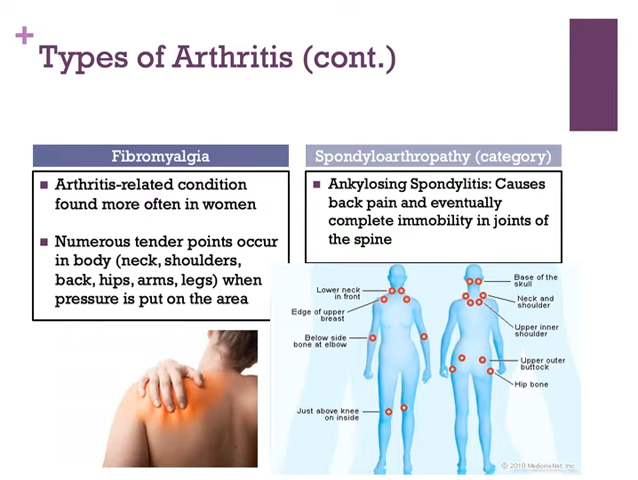 +
Types of Arthritis (cont.)
Fibromyalgia
Arthritis-related condition
found more often in women
Numerous tender points occur
in body (neck, shoulders,
back, hips, arms, legs) when
pressure is put on the area
Spondyloarthropathy (category)
Ankylosing Spondylitis: Causes
back pain and eventually
complete immobility in joints of
the spine
Lower neck
in front
Edge of upper
breast
Below side
bone at elbow
Just above knee
on inside
Base of the
skull
Neck and
shoulder
Upper inner
shoulder
Upper outer
buttock
Hip bone
© 2010 MedicineNet, Inc.